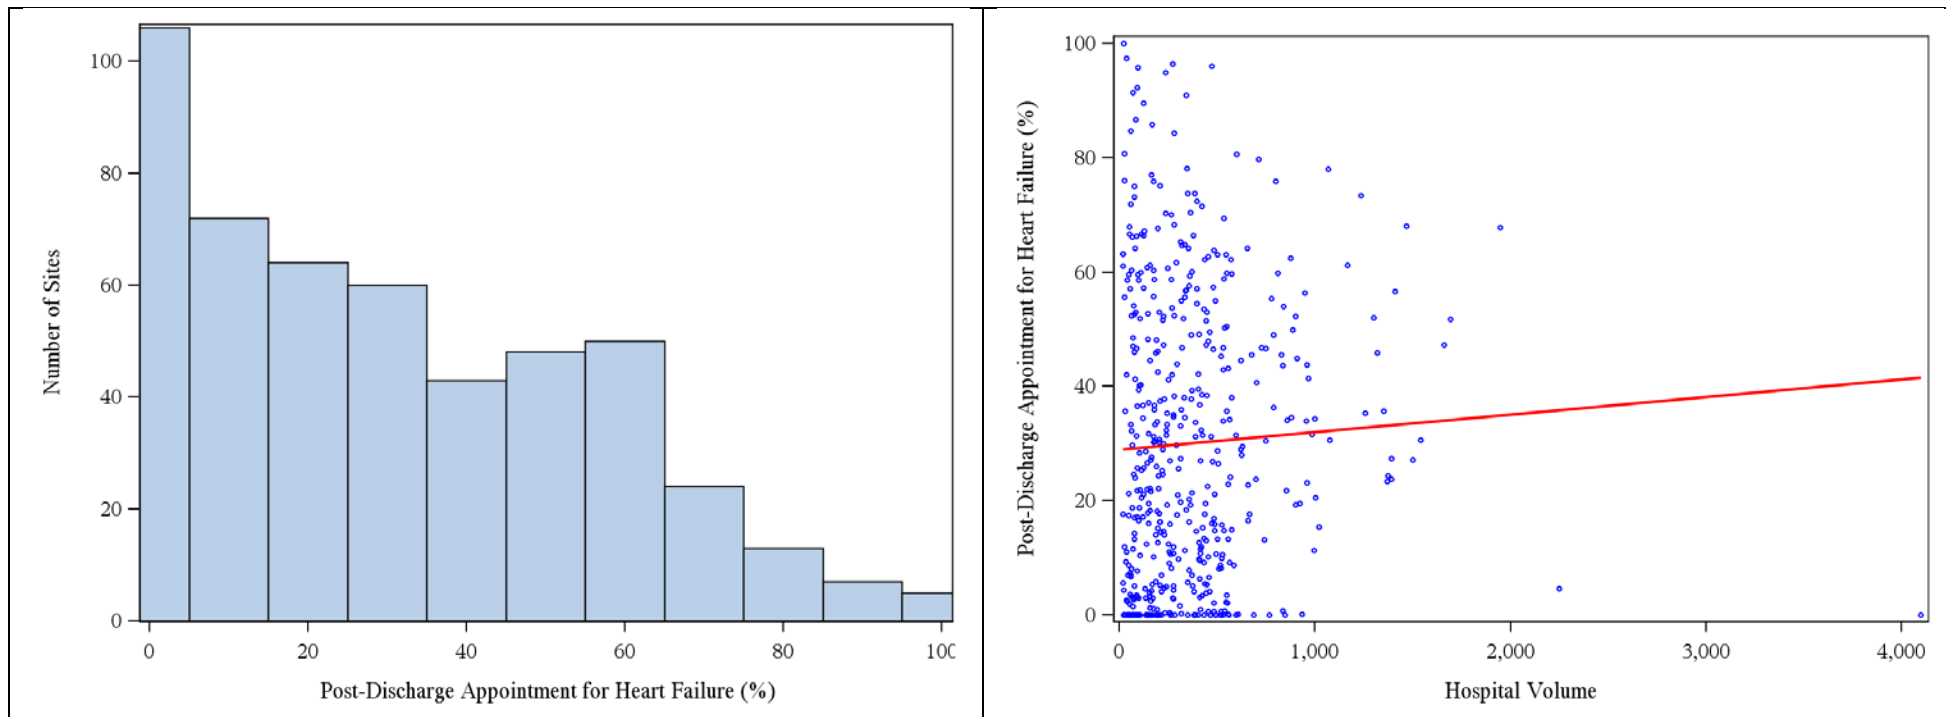 100
80
60
40
20
0
Number of Sites
0 20 40 60 80 10C
Post-Discharge Appointment for Heart Failure (%)
100
80
60
40
20
0
Post-Discharge Appointment for Heart Failure (%)
0 1,000 2,000 3,000 4,000
Hospital Volume